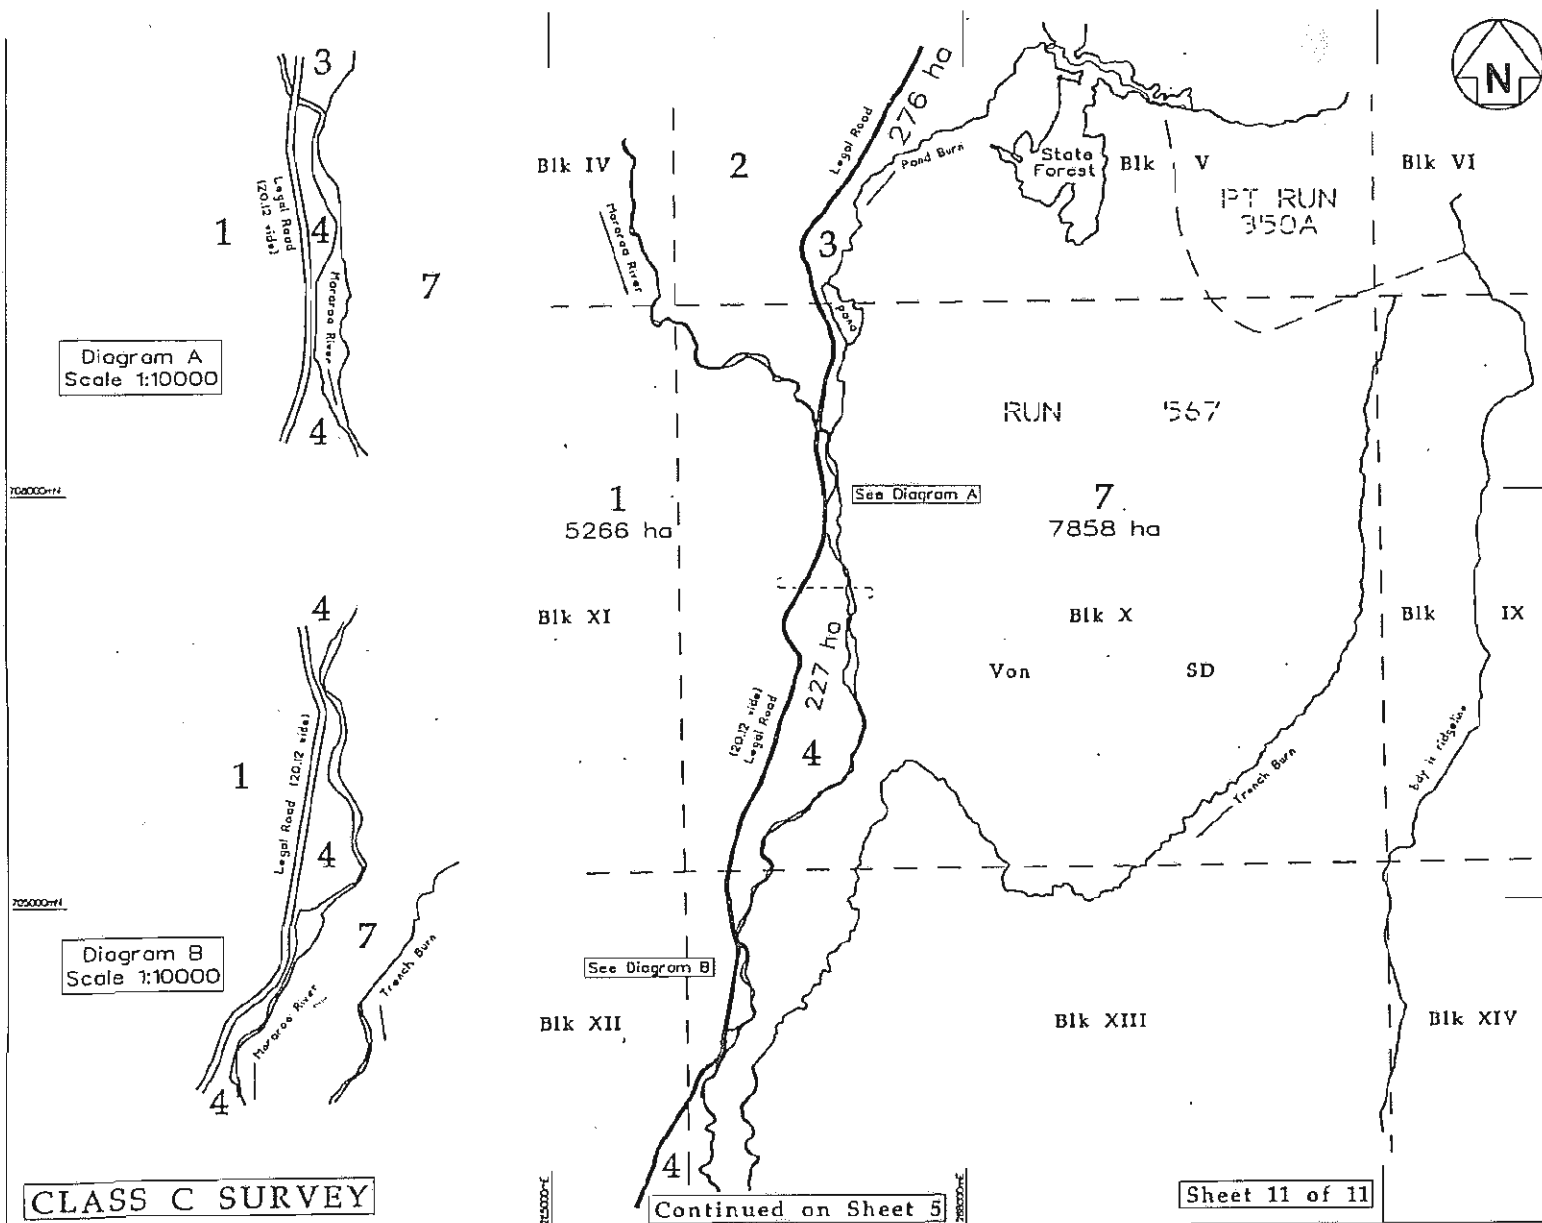 3
Legal Road
(20.12 wide)
1
4
Mararoa River
7
Diagram A
Scale 1:10000
4
708000mN
4
1
Legal Road (20.12 wide)
4
7
705000mN
Diagram B
Scale 1:10000
Mararoa River
Trench Burn
4
CLASS C SURVEY
N
276 ha
Legal Road
Pond Burn
Blk IV
2
State
Forest
Blk V
Blk VI
PT RUN
350A
Mararoa River
3
Pond
RUN 567
1
5266 ha
See Diagram A
7
7858 ha
Blk XI
Blk X
Blk IX
227 ha
Von SD
(20.12 wide)
Legal Road
4
bdy is ridgeline
Trench Burn
See Diagram B
Blk XII
Blk XIII
Blk XIV
4
Continued on Sheet 5
Sheet 11 of 11